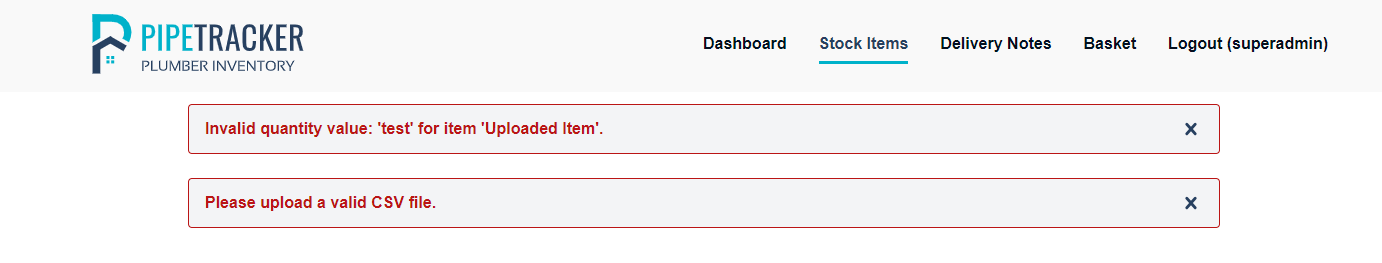 PIPETRACKER
PLUMBER INVENTORY
Dashboard Stock Items Delivery Notes Basket Logout (superadmin)
Invalid quantity value: 'test' for item 'Uploaded Item'.
Please upload a valid CSV file.